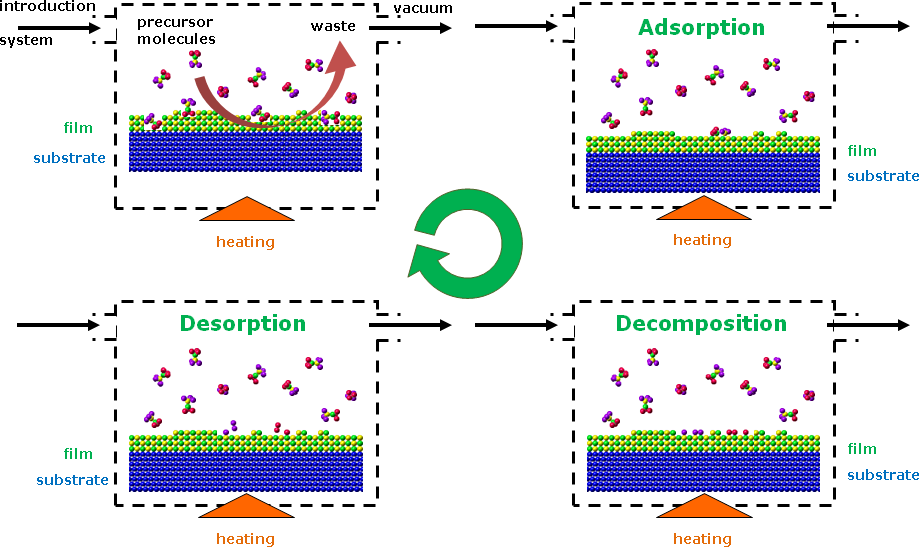 introduction
system
precursor
molecules
waste
vacuum
film
substrate
heating
Adsorption
film
substrate
heating
Desorption
film
substrate
heating
Decomposition
film
substrate
heating